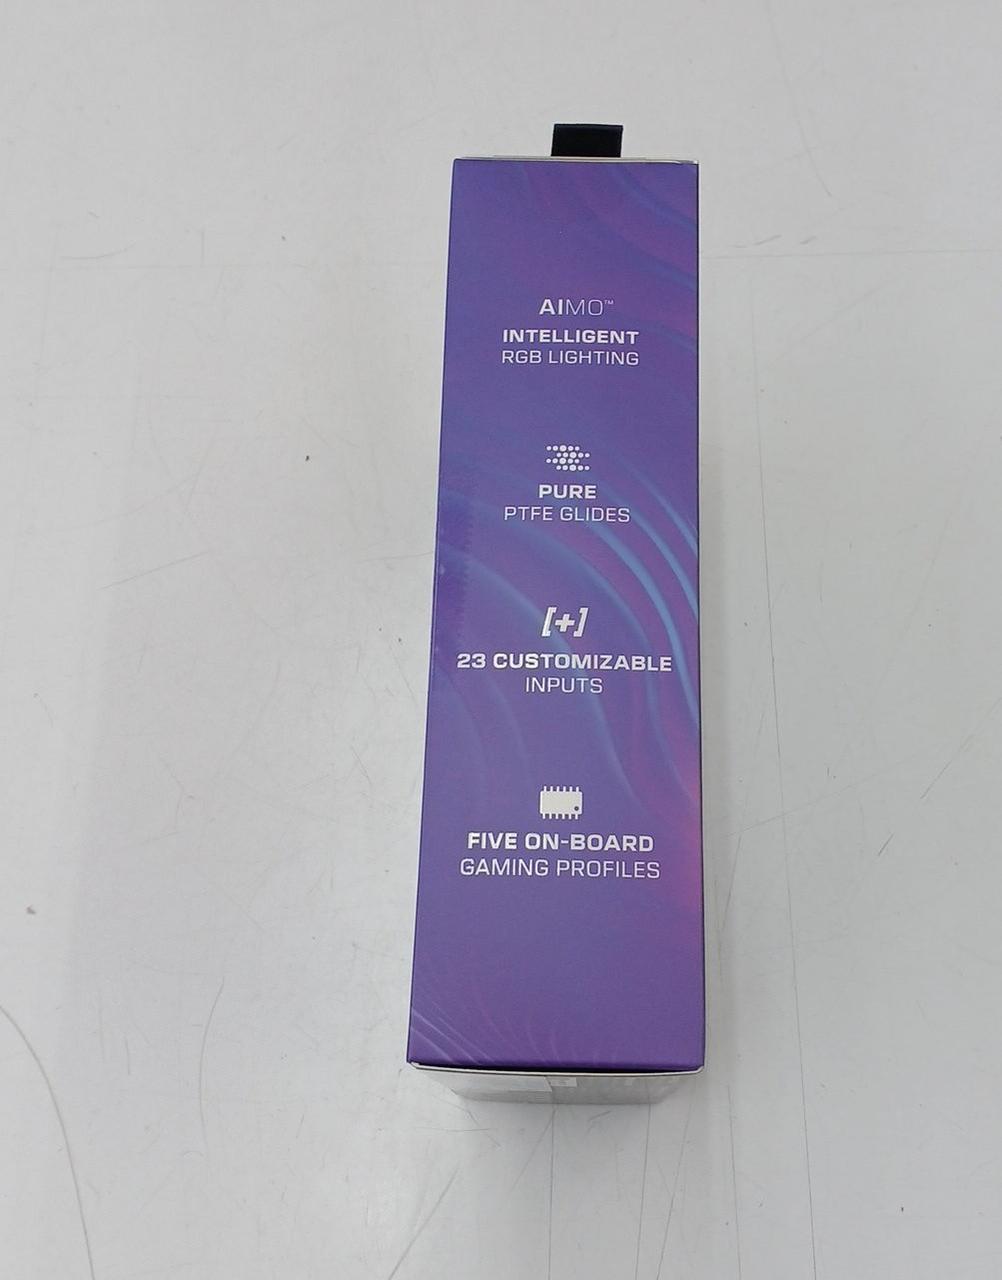 AIMO™
INTELLIGENT
RGB LIGHTING
PURE
PTFE GLIDES
[+]
23 CUSTOMIZABLE
INPUTS
FIVE ON-BOARD
GAMING PROFILES